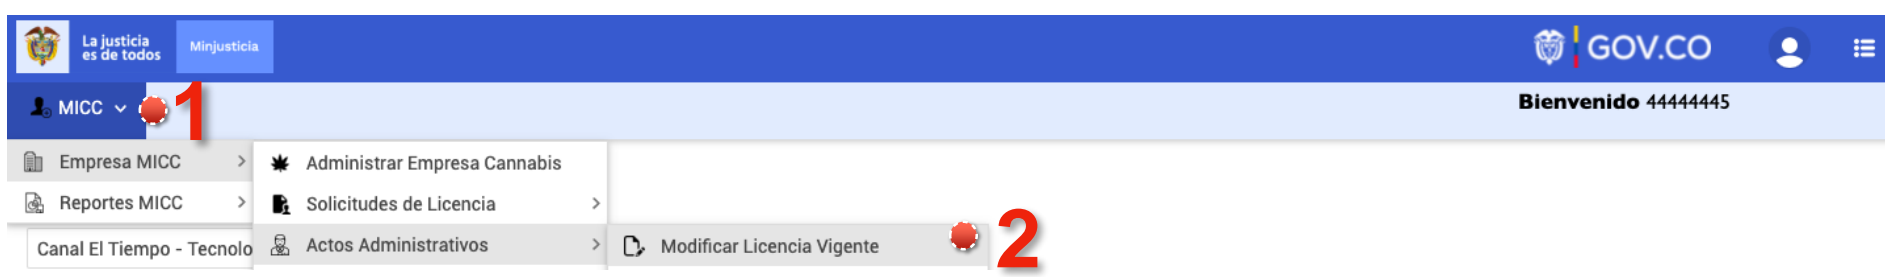 La justicia
es de todos
Minjusticia
GOV.CO
MICC
1
Bienvenido 44444445
Empresa MICC
Administrar Empresa Cannabis
Reportes MICC
Solicitudes de Licencia
Canal El Tiempo - Tecnolo
Actos Administrativos
Modificar Licencia Vigente
2